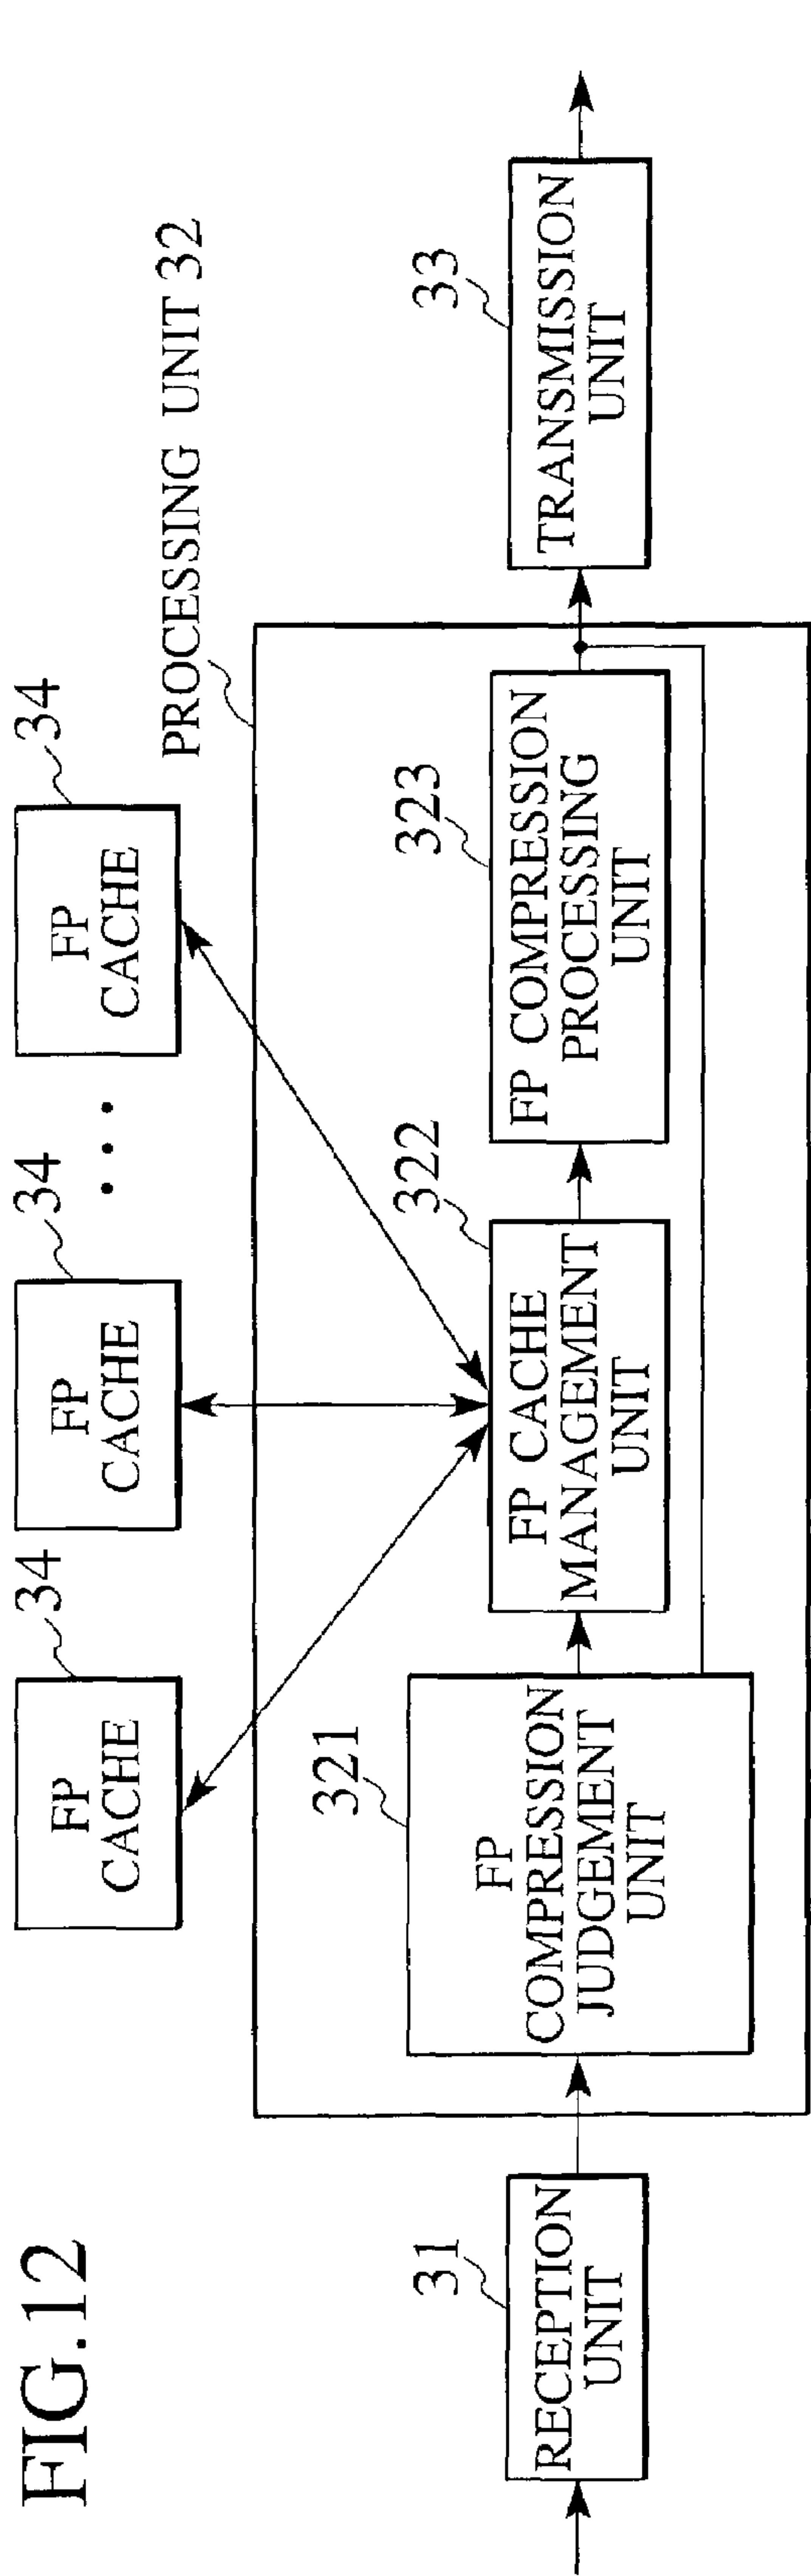 FIG.12
34
FP
CACHE
34
FP
CACHE
34
FP
CACHE
PROCESSING UNIT 32
31
RECEPTION
UNIT
321
FP
COMPRESSION
JUDGEMENT
UNIT
322
FP CACHE
MANAGEMENT
UNIT
323
FP COMPRESSION
PROCESSING
UNIT
33
TRANSMISSION
UNIT